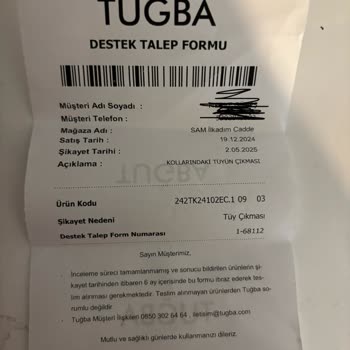 TUĞBA
DESTEK TALEP FORMU
Müşteri Adı Soyadı :
Müşteri Telefon :
Mağaza Adı : SAM.İlkadım Cadde
Satış Tarih : 19-12-2024
Şikayet Tarihi : 2.05.2025
Açıklama : KOLLARINDAKİ TÜYÜN ÇIKMASI.
Ürün Kodu 242TK24102EC.1 09 03
Şikayet Nedeni Tüy Çıkması
Destek Talep Form Numarası 1-68112
Sayın Müşterimiz,
. İnceleme süreci tamamlanmamış ve sonucu bildirilen ürünlerin şi-
kayet tarihinden itibaren 6 ay içerisinde bu formu ibraz ederek tes-
lim alınması gerekmektedir. Teslim alınmayan ürünlerden Tuğba so-
rumlu değildir.
. Tuğba Müşteri İlişkileri 0850 302 64 64 . iletisim@tugba.com
Mutlu ve sağlıklı günlerde kullanmanızı dileriz.